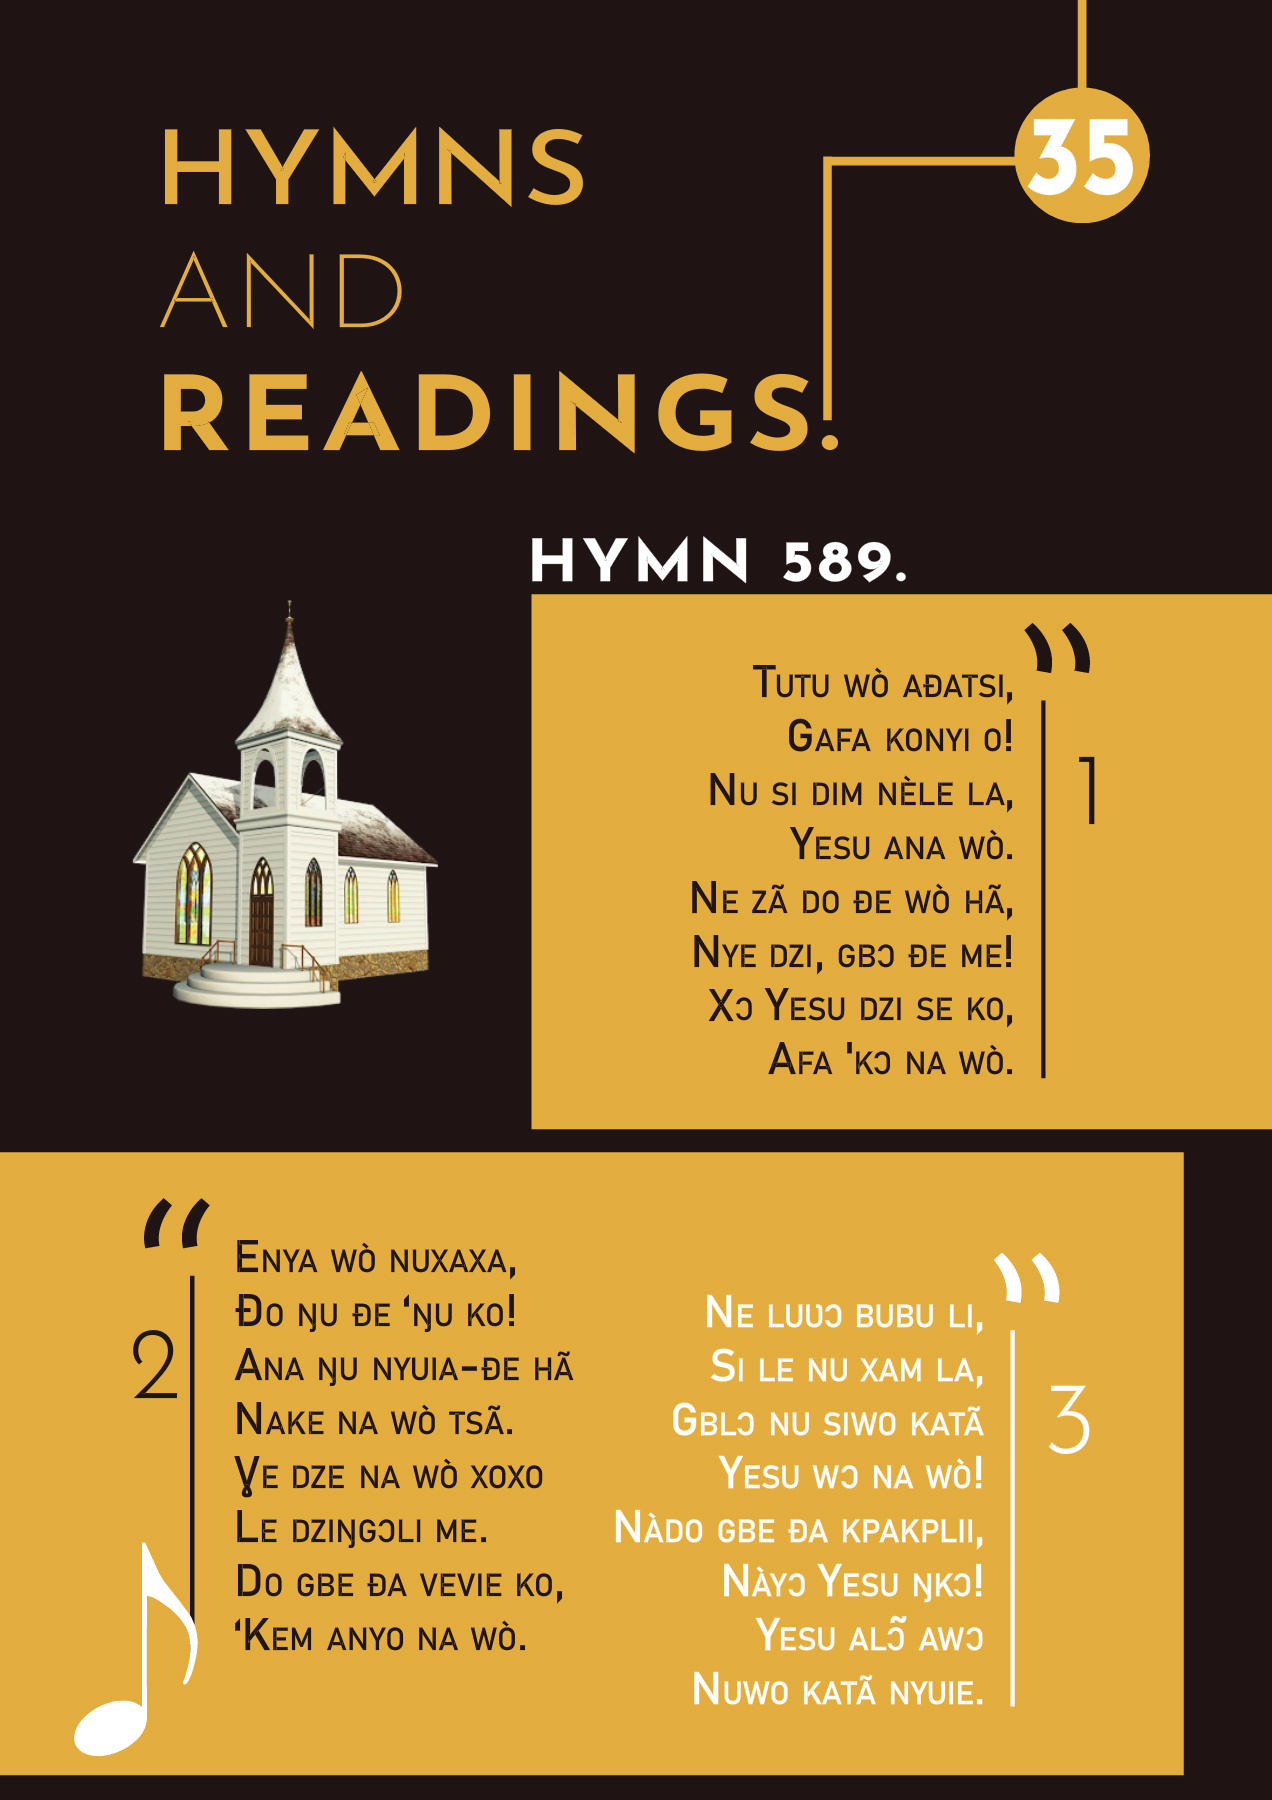 35
HYMNS
AND
READINGS.
HYMN 589.
1
Tutu wò aɖatsi,
Gafa konyi o!
Nu si dim nèle la,
Yesu ana wò.
Ne zã do ɖe wò hã,
Nye dzi, gbɔ ɖe me!
Xɔ Yesu dzi se ko,
Afa 'kɔ na wò.
2
Enya wò nuxaxa,
Ɖo ŋu ɖe ‘ŋu ko!
Ana ŋu nyuia-ɖe hã
Nake na wò tsã.
Ɣe dze na wò xoxo
Le dziŋgɔli me.
Do gbe ɖa vevie ko,
‘Kem anyo na wò.
3
Ne luʋɔ bubu li,
Si le nu xam la,
Gblɔ nu siwo katã
Yesu wɔ na wò!
Nàdo gbe ɖa kpakplii,
Nàyɔ Yesu ŋkɔ!
Yesu alɔ̃ awɔ
Nuwo katã nyuie.